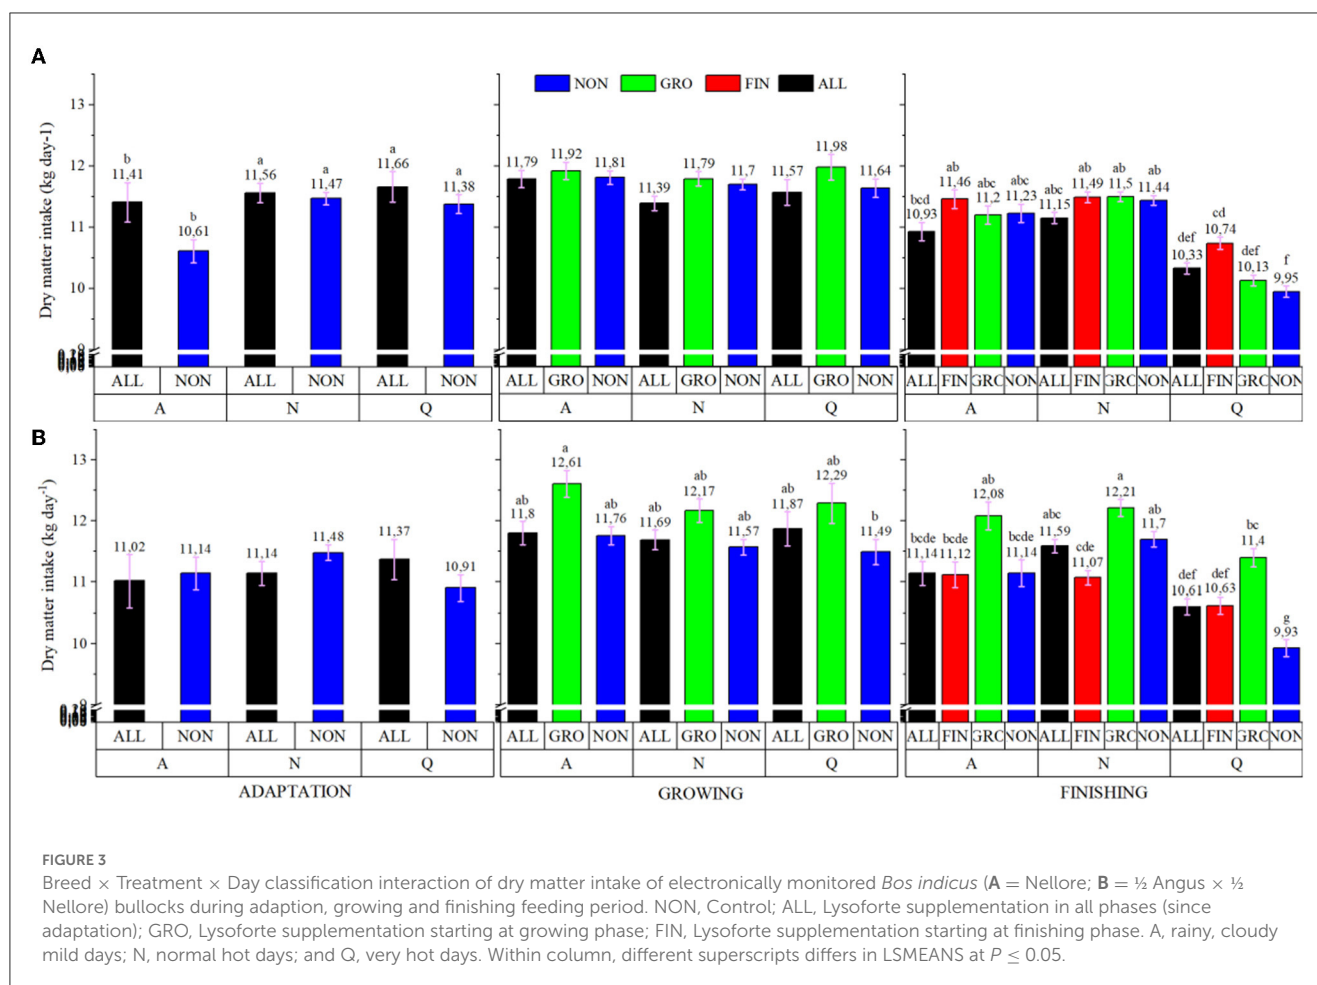 A
NON GRO FIN ALL
Dry matter intake (kg day-1)
13
12
11
10
b
11,41
b
10,61
a
11,56
a
11,47
a
11,66
a
11,38
11,79
11,92
11,81
11,39
11,79
11,7
11,57
11,98
11,64
bcd
10,93
ab
11,46
abc
11,2
abc
11,23
abc
11,15
ab
11,49
ab
11,5
ab
11,44
def
10,33
cd
10,74
def
10,13
f
9,95
ALL NON ALL NON ALL NON ALL GRO NON ALL GRO NON ALL GRO NON ALL FIN GRO NON ALL FIN GRO NON ALL FIN GRO NON
A N Q A N Q A N Q
B
Dry matter intake (kg day⁻¹)
13
12
11
10
11,02
11,14
11,14
11,48
11,37
10,91
ab
11,8
a
12,61
ab
11,76
ab
11,69
ab
12,17
ab
11,57
ab
11,87
ab
12,29
b
11,49
bcde
11,14
bcde
11,12
ab
12,08
bcde
11,14
abc
11,59
cde
11,07
a
12,21
ab
11,7
def
10,61
def
10,63
bc
11,4
g
9,93
ALL NON ALL NON ALL NON ALL GRO NON ALL GRO NON ALL GRO NON ALL FIN GRO NON ALL FIN GRO NON ALL FIN GRO NON
A N Q A N Q A N Q
ADAPTATION GROWING FINISHING
FIGURE 3
Breed × Treatment × Day classification interaction of dry matter intake of electronically monitored Bos indicus (A = Nellore; B = ½ Angus × ½
Nellore) bullocks during adaption, growing and finishing feeding period. NON, Control; ALL, Lysoforte supplementation in all phases (since
adaptation); GRO, Lysoforte supplementation starting at growing phase; FIN, Lysoforte supplementation starting at finishing phase. A, rainy, cloudy
mild days; N, normal hot days; and Q, very hot days. Within column, different superscripts differs in LSMEANS at P ≤ 0.05.